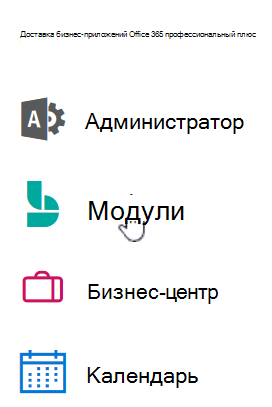 Доставка бизнес-приложений Office 365 профессиональный плюс
A
Администратор
Модули
Бизнес-центр
Календарь